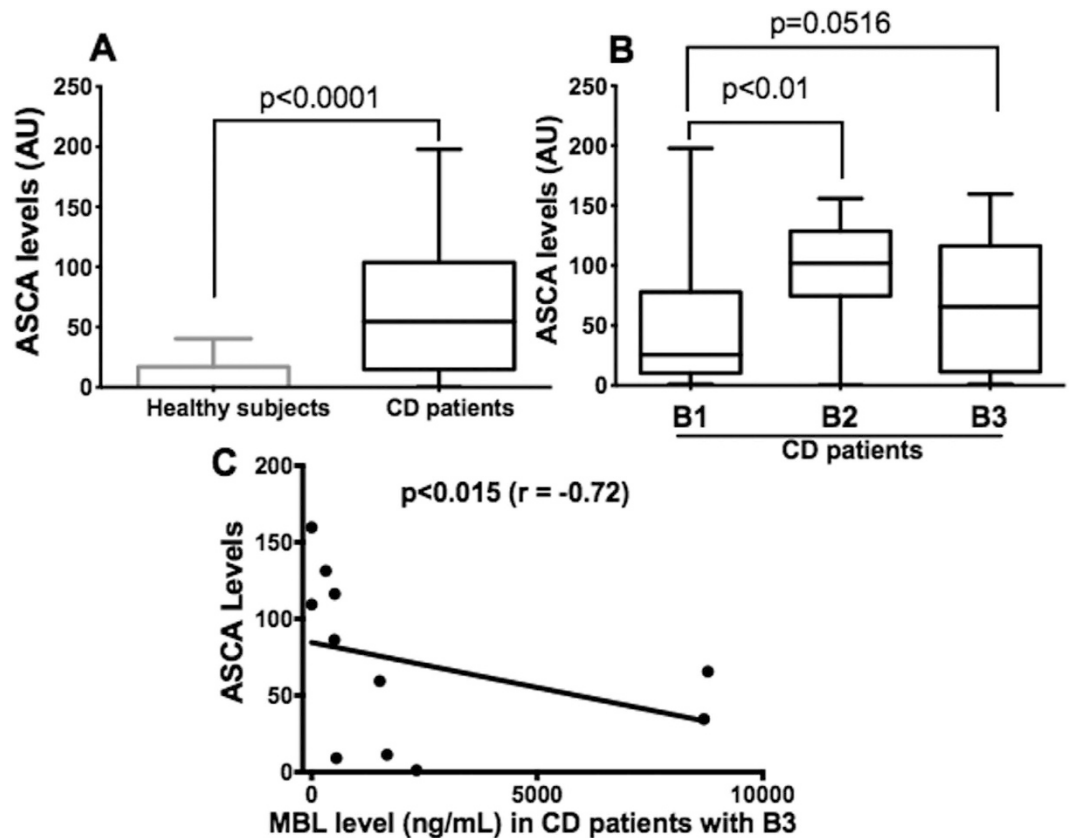 A
p<0.0001
ASCA levels (AU)
250
200
150
100
50
0
Healthy subjects
CD patients
B
p=0.0516
p<0.01
ASCA levels (AU)
250
200
150
100
50
0
B1
B2
B3
CD patients
C
p<0.015 (r = -0.72)
ASCA Levels
200
150
100
50
0
0
5000
10000
MBL level (ng/mL) in CD patients with B3